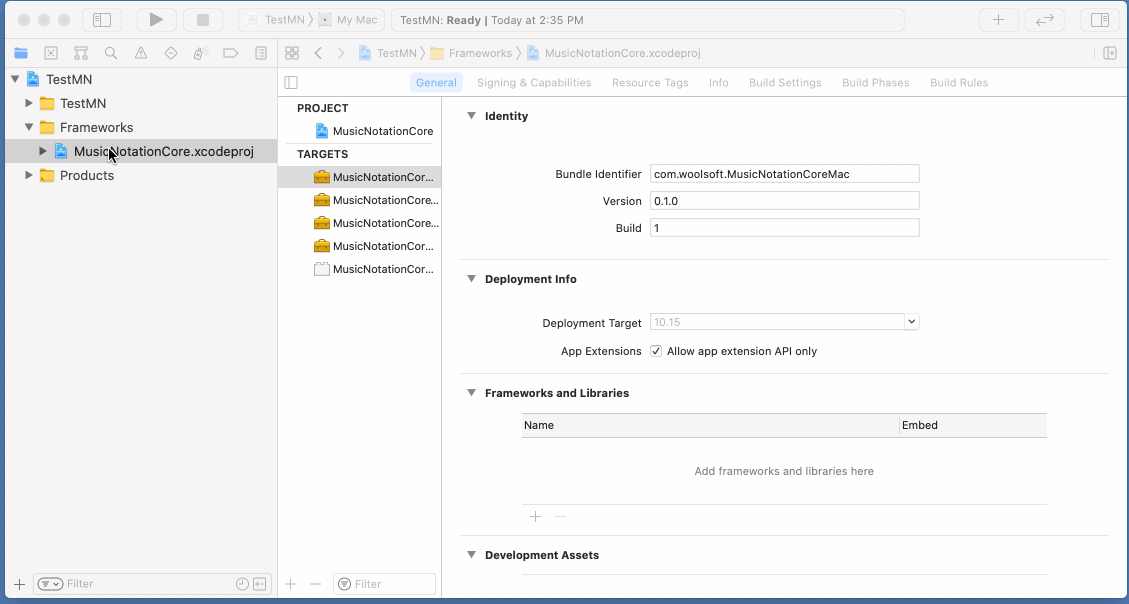 TestMN 〉 My Mac
TestMN: Ready | Today at 2:35 PM
TestMN 〉 Frameworks 〉 MusicNotationCore.xcodeproj
TestMN
TestMN
Frameworks
MusicNotationCore.xcodeproj
Products
Filter
General Signing & Capabilities Resource Tags Info Build Settings Build Phases Build Rules
PROJECT
MusicNotationCore
TARGETS
MusicNotationCor...
MusicNotationCore...
MusicNotationCore...
MusicNotationCor...
MusicNotationCor...
Filter
Identity
Bundle Identifier com.woolsoft.MusicNotationCoreMac
Version 0.1.0
Build 1
Deployment Info
Deployment Target 10.15
App Extensions Allow app extension API only
Frameworks and Libraries
Name Embed
Add frameworks and libraries here
Development Assets